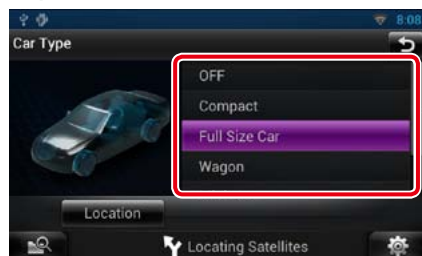 8:08
Car Type
OFF
Compact
Full Size Car
Wagon
Location
Locating Satellites